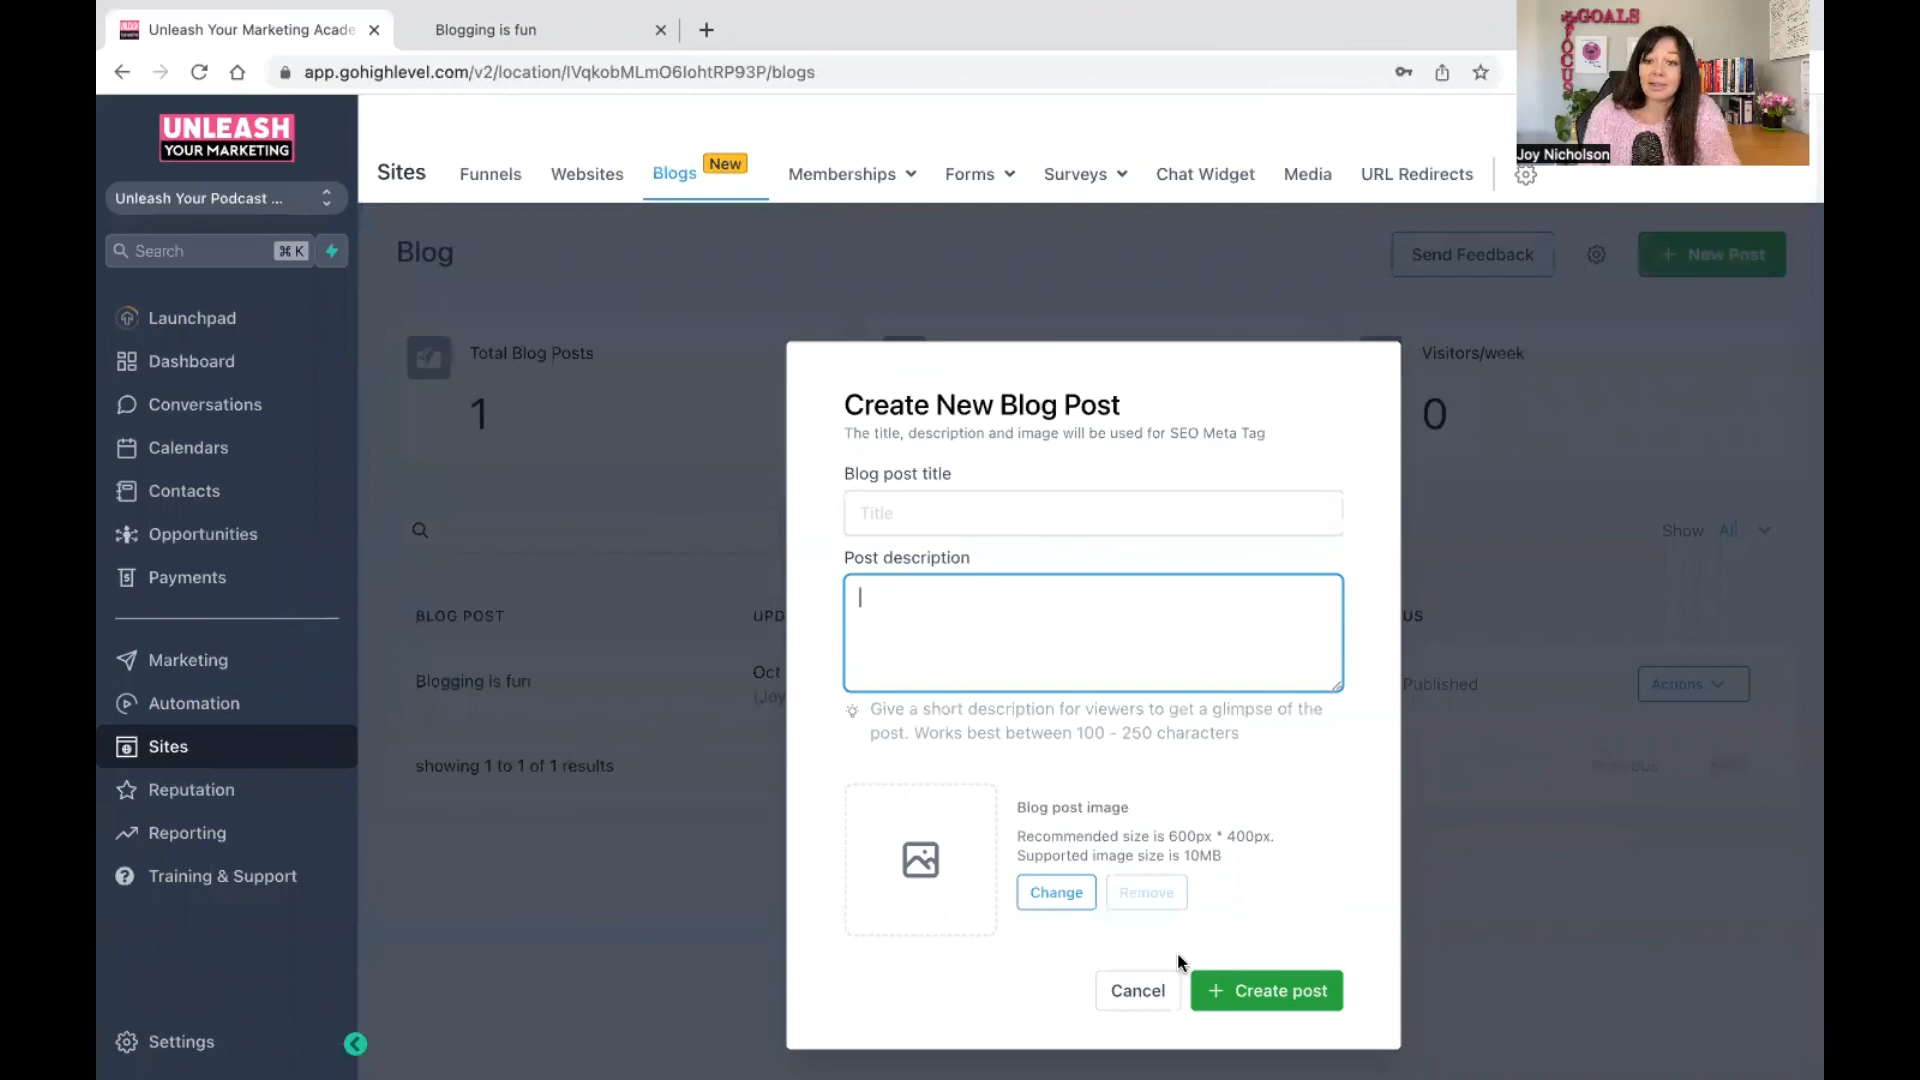 Unleash Your Marketing Acade
Blogging is fun
app.gohighlevel.com/v2/location/IVqkobMLmO6IohtRP93P/blogs
GOALS
FOCUS
Joy Nicholson
UNLEASH
YOUR MARKETING
Unleash Your Podcast ...
Search
⌘ K
Launchpad
Dashboard
Conversations
Calendars
Contacts
Opportunities
Payments
Marketing
Automation
Sites
Reputation
Reporting
Training & Support
Settings
Sites
Funnels
Websites
Blogs
New
Memberships
Forms
Surveys
Chat Widget
Media
URL Redirects
Blog
Send Feedback
+ New Post
Total Blog Posts
1
Visitors/week
0
Show All
BLOG POST
UPD
US
Blogging is fun
Oct
(Joy
Published
Actions
showing 1 to 1 of 1 results
Previous
Create New Blog Post
The title, description and image will be used for SEO Meta Tag
Blog post title
Title
Post description
Give a short description for viewers to get a glimpse of the
post. Works best between 100 - 250 characters
Blog post image
Recommended size is 600px * 400px.
Supported image size is 10MB
Change
Remove
Cancel
+ Create post